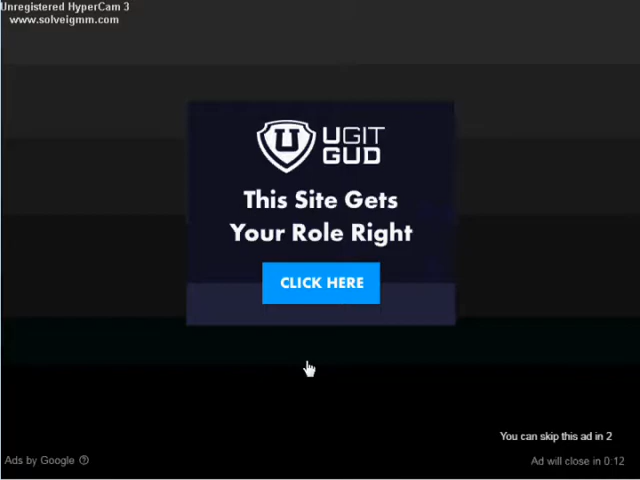 Unregistered HyperCam 3
www.solveigmm.com
U
UGIT
GUD
This Site Gets
Your Role Right
CLICK HERE
You can skip this ad in 2
Ads by Google ?
Ad will close in 0:12